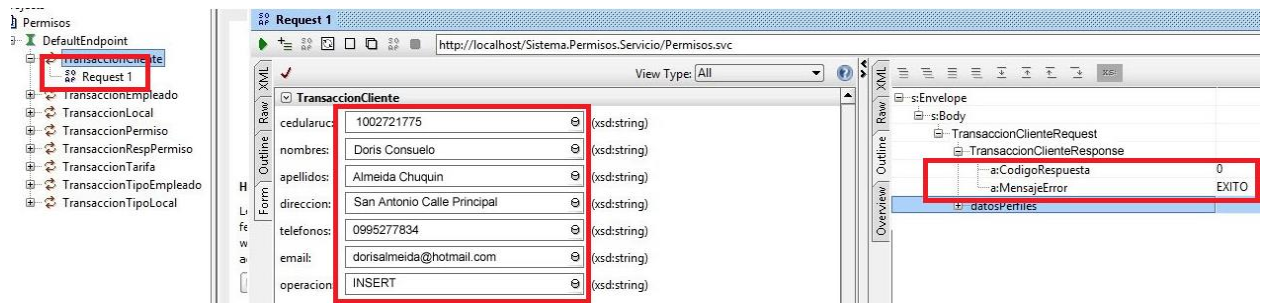 Permisos
DefaultEndpoint
TransaccionCliente
Request 1
TransaccionEmpleado
TransaccionLocal
TransaccionPermiso
TransaccionRespPermiso
TransaccionTarifa
TransaccionTipoEmpleado
TransaccionTipoLocal
Request 1
http://localhost/Sistema.Permisos.Servicio/Permisos.svc
View Type: All
XML
Raw
Outline
Form
TransaccionCliente
cedularuc: 1002721775 (xsd:string)
nombres: Doris Consuelo (xsd:string)
apellidos: Almeida Chuquin (xsd:string)
direccion: San Antonio Calle Principal (xsd:string)
telefonos: 0995277834 (xsd:string)
email: dorisalmeida@hotmail.com (xsd:string)
operacion: INSERT (xsd:string)
XML
Raw
Outline
Overview
s:Envelope
s:Body
TransaccionClienteRequest
TransaccionClienteResponse
a:CodigoRespuesta 0
a:MensajeError EXITO
datosPerfiles